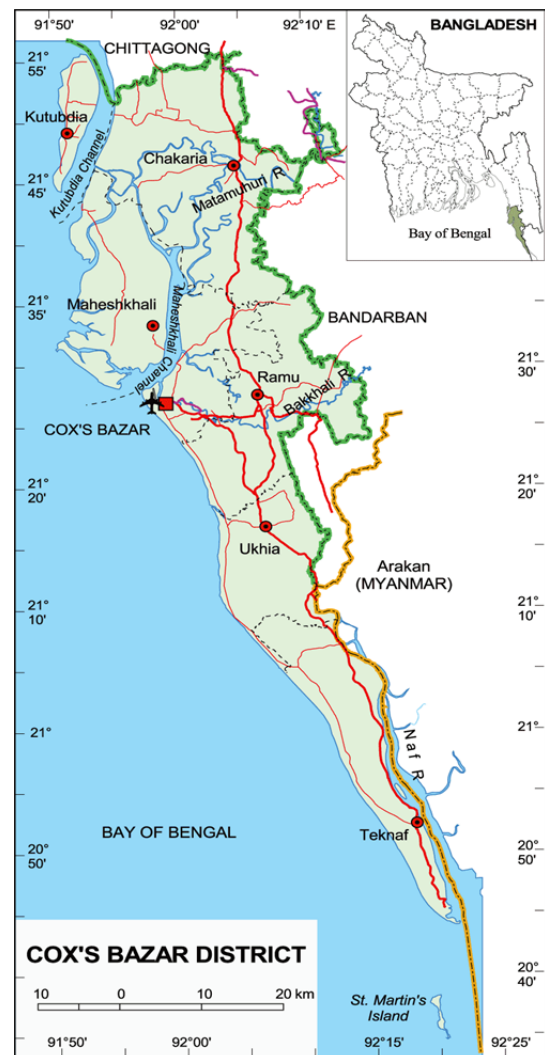 91°50'
92°00'
92°10' E
BANGLADESH
21°
55'
CHITTAGONG
Kutubdia
Kutubdia Channel
Chakaria
Matamuhuri R
21°
45'
Bay of Bengal
21°
35'
Maheshkhali
Maheshkhali Channel
BANDARBAN
21°
30'
Ramu
Bakkhali R
COX'S BAZAR
21°
20'
21°
20'
Ukhia
Arakan
(MYANMAR)
21°
10'
21°
10'
21°
21°
Naf R
BAY OF BENGAL
Teknaf
20°
50'
20°
50'
COX'S BAZAR DISTRICT
10 0 10 20 km
20°
40'
St. Martin's
Island
91°50'
92°00'
92°15'
92°25'